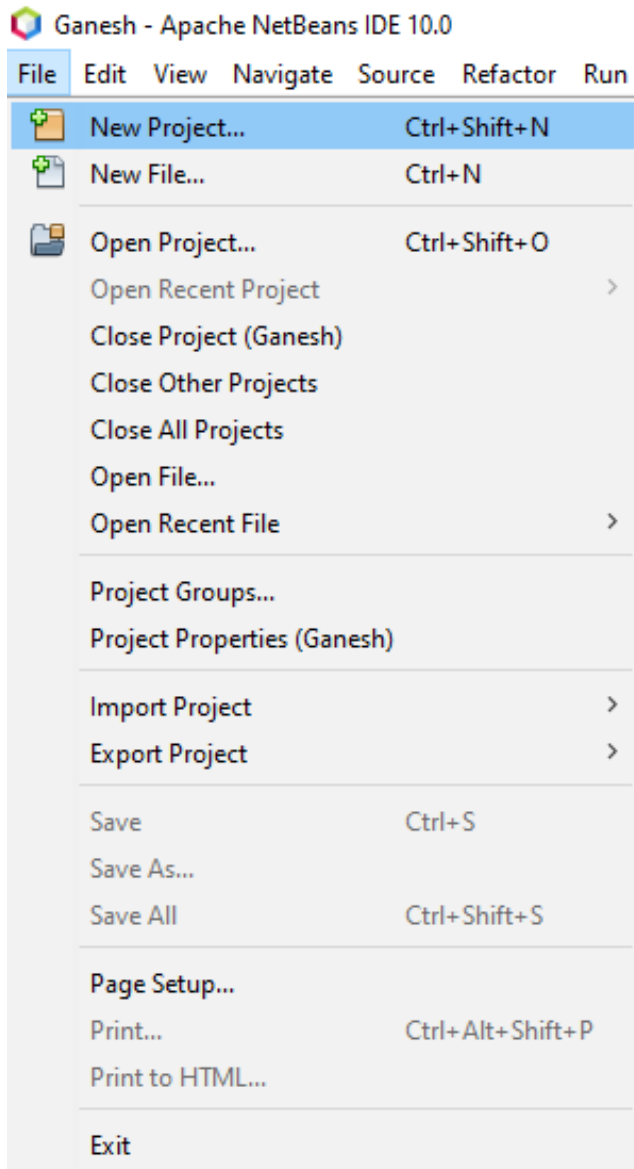 Ganesh - Apache NetBeans IDE 10.0
File Edit View Navigate Source Refactor Run
New Project... Ctrl+Shift+N
New File... Ctrl+N
Open Project... Ctrl+Shift+O
Open Recent Project
Close Project (Ganesh)
Close Other Projects
Close All Projects
Open File...
Open Recent File
Project Groups...
Project Properties (Ganesh)
Import Project
Export Project
Save Ctrl+S
Save As...
Save All Ctrl+Shift+S
Page Setup...
Print... Ctrl+Alt+Shift+P
Print to HTML...
Exit